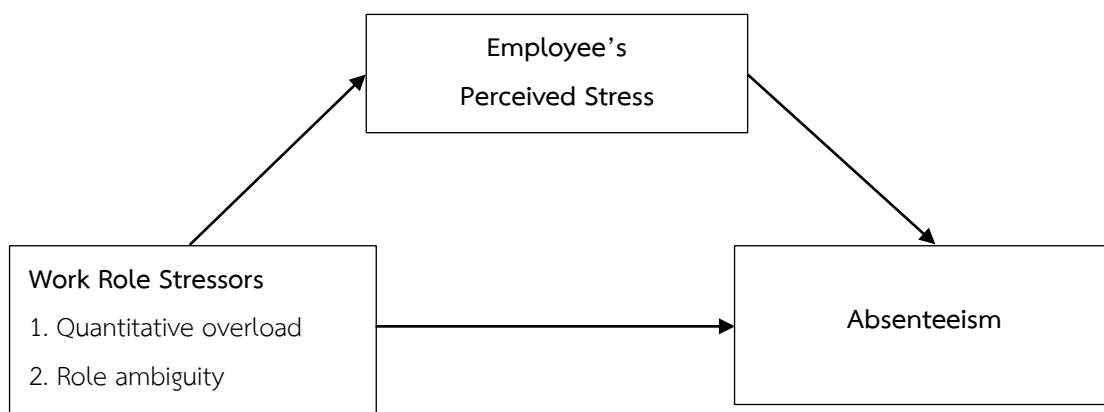 Employee’s
Perceived Stress
Work Role Stressors
1. Quantitative overload
2. Role ambiguity
Absenteeism